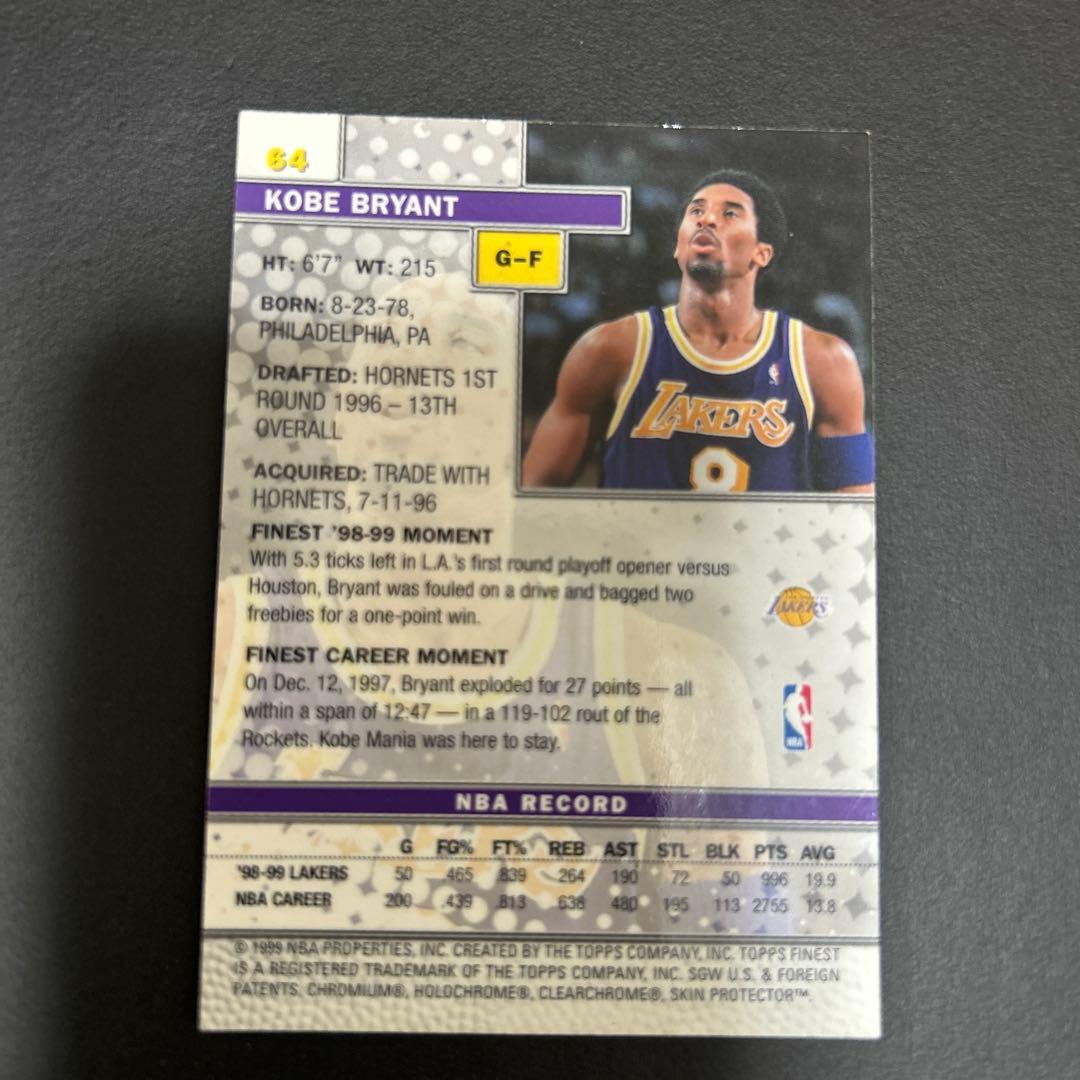 64
KOBE BRYANT
G-F
HT: 6'7" WT: 215
BORN: 8-23-78,
PHILADELPHIA, PA
DRAFTED: HORNETS 1ST
ROUND 1996 – 13TH
OVERALL
ACQUIRED: TRADE WITH
HORNETS, 7-11-96
LAKERS
8
FINEST '98-99 MOMENT
With 5.3 ticks left in L.A.'s first round playoff opener versus
Houston, Bryant was fouled on a drive and bagged two
freebies for a one-point win.
LAKERS
FINEST CAREER MOMENT
On Dec. 12, 1997, Bryant exploded for 27 points — all
within a span of 12:47 — in a 119-102 rout of the
Rockets. Kobe Mania was here to stay.
NBA
NBA RECORD
G FG% FT% REB AST STL BLK PTS AVG
'98-99 LAKERS 50 .465 .839 264 190 72 50 996 19.9
NBA CAREER 200 .439 .813 638 480 195 113 2755 13.8
© 1999 NBA PROPERTIES, INC. CREATED BY THE TOPPS COMPANY, INC. TOPPS FINEST
IS A REGISTERED TRADEMARK OF THE TOPPS COMPANY, INC. SGW U.S. & FOREIGN
PATENTS. CHROMIUM®, HOLOCHROME®, CLEARCHROME®, SKIN PROTECTOR™.